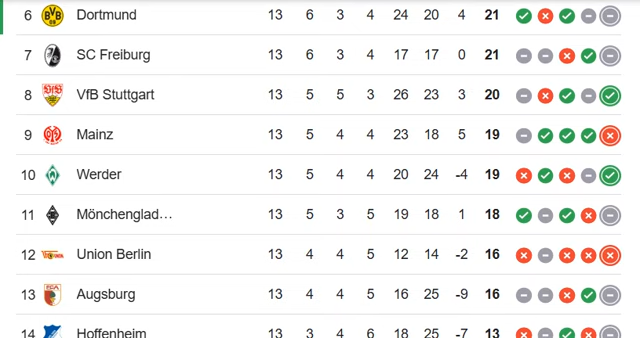 6 Dortmund 13 6 3 4 24 20 4 21
7 SC Freiburg 13 6 3 4 17 17 0 21
8 VfB Stuttgart 13 5 5 3 26 23 3 20
9 Mainz 13 5 4 4 23 18 5 19
10 Werder 13 5 4 4 20 24 -4 19
11 Mönchenglad… 13 5 3 5 19 18 1 18
12 Union Berlin 13 4 4 5 12 14 -2 16
13 Augsburg 13 4 4 5 16 25 -9 16
14 Hoffenheim 13 3 4 6 18 25 -7 13